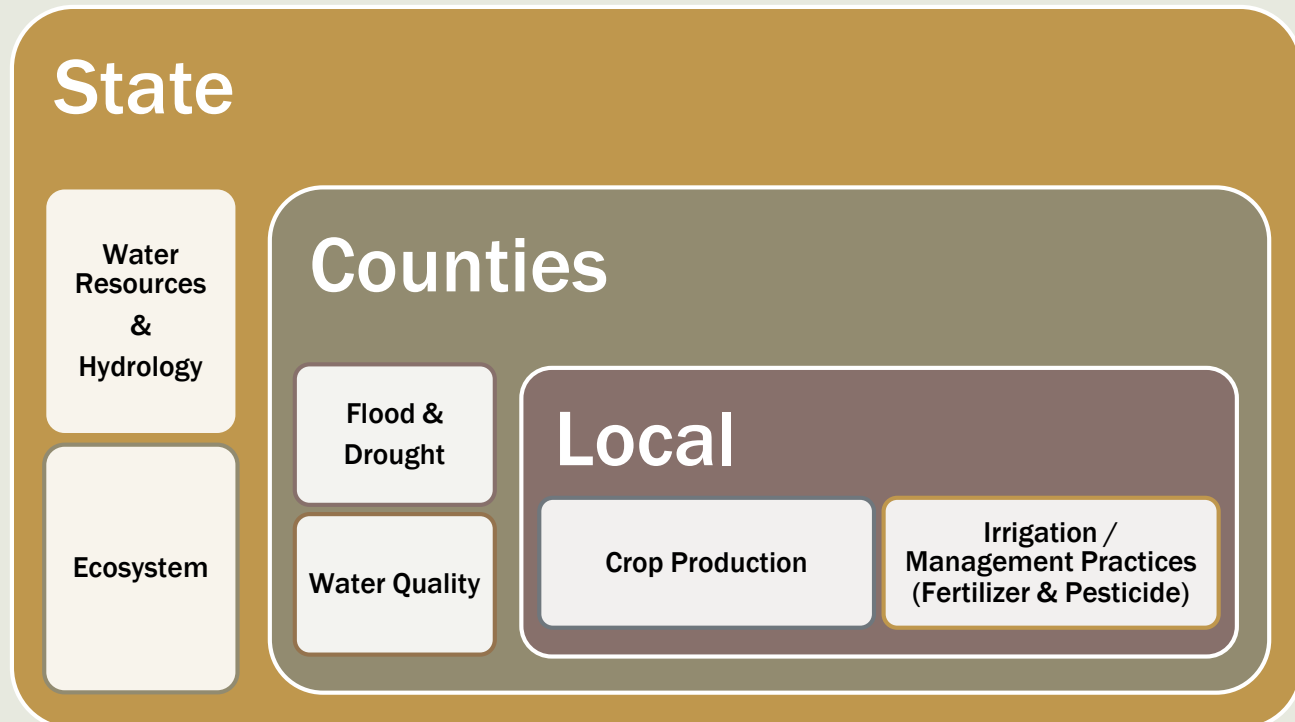 State
Water
Resources
&
Hydrology
Ecosystem
Counties
Flood &
Drought
Water Quality
Local
Crop Production
Irrigation /
Management Practices
(Fertilizer & Pesticide)